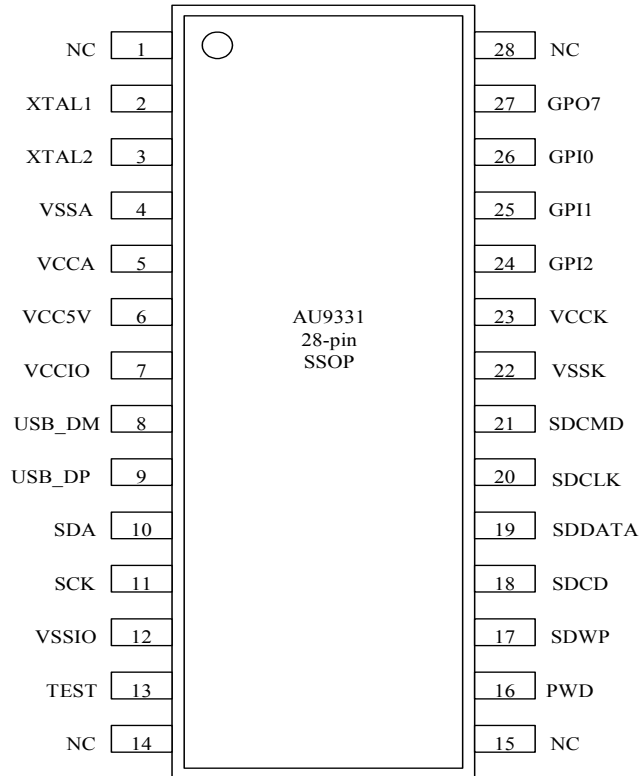 NC 1 28 NC
XTAL1 2 27 GPO7
XTAL2 3 26 GPI0
VSSA 4 25 GPI1
VCCA 5 24 GPI2
VCC5V 6 AU9331 23 VCCK
28-pin
VCCIO 7 SSOP 22 VSSK
USB_DM 8 21 SDCMD
USB_DP 9 20 SDCLK
SDA 10 19 SDDATA
SCK 11 18 SDCD
VSSIO 12 17 SDWP
TEST 13 16 PWD
NC 14 15 NC